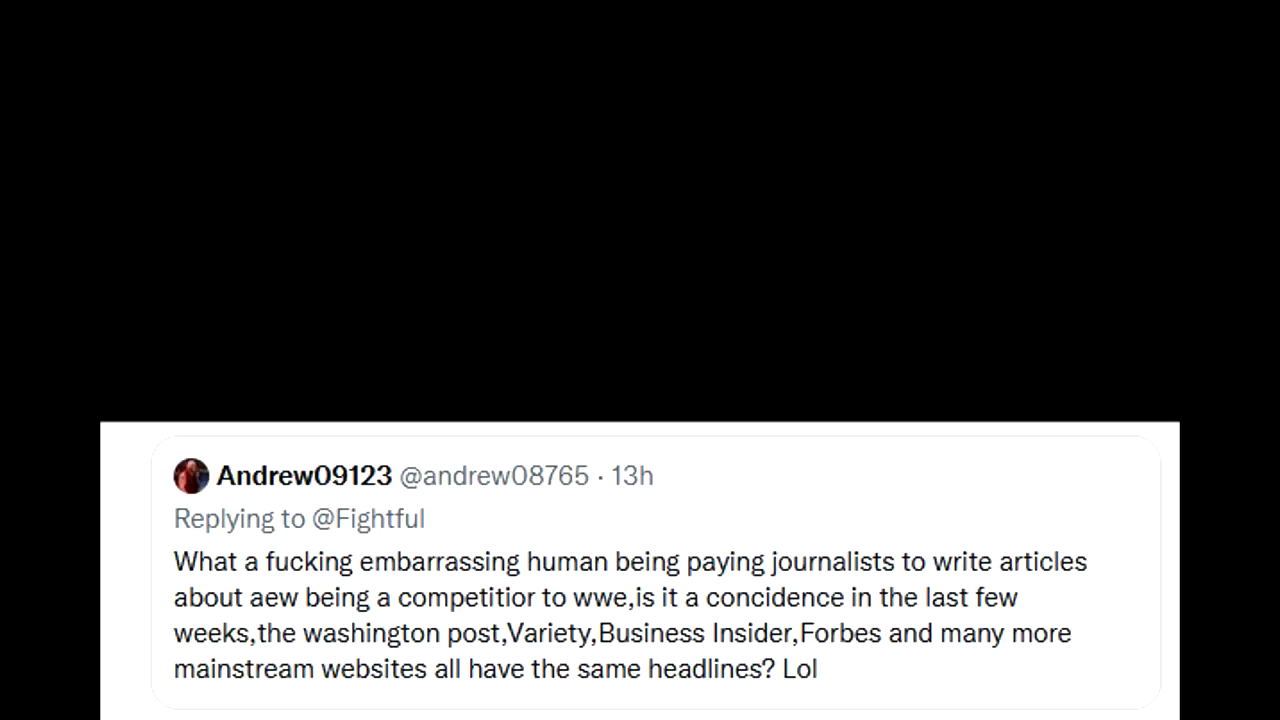 Andrew09123 @andrew08765 · 13h
Replying to @Fightful
What a fucking embarrassing human being paying journalists to write articles
about aew being a competitior to wwe,is it a concidence in the last few
weeks,the washington post,Variety,Business Insider,Forbes and many more
mainstream websites all have the same headlines? Lol